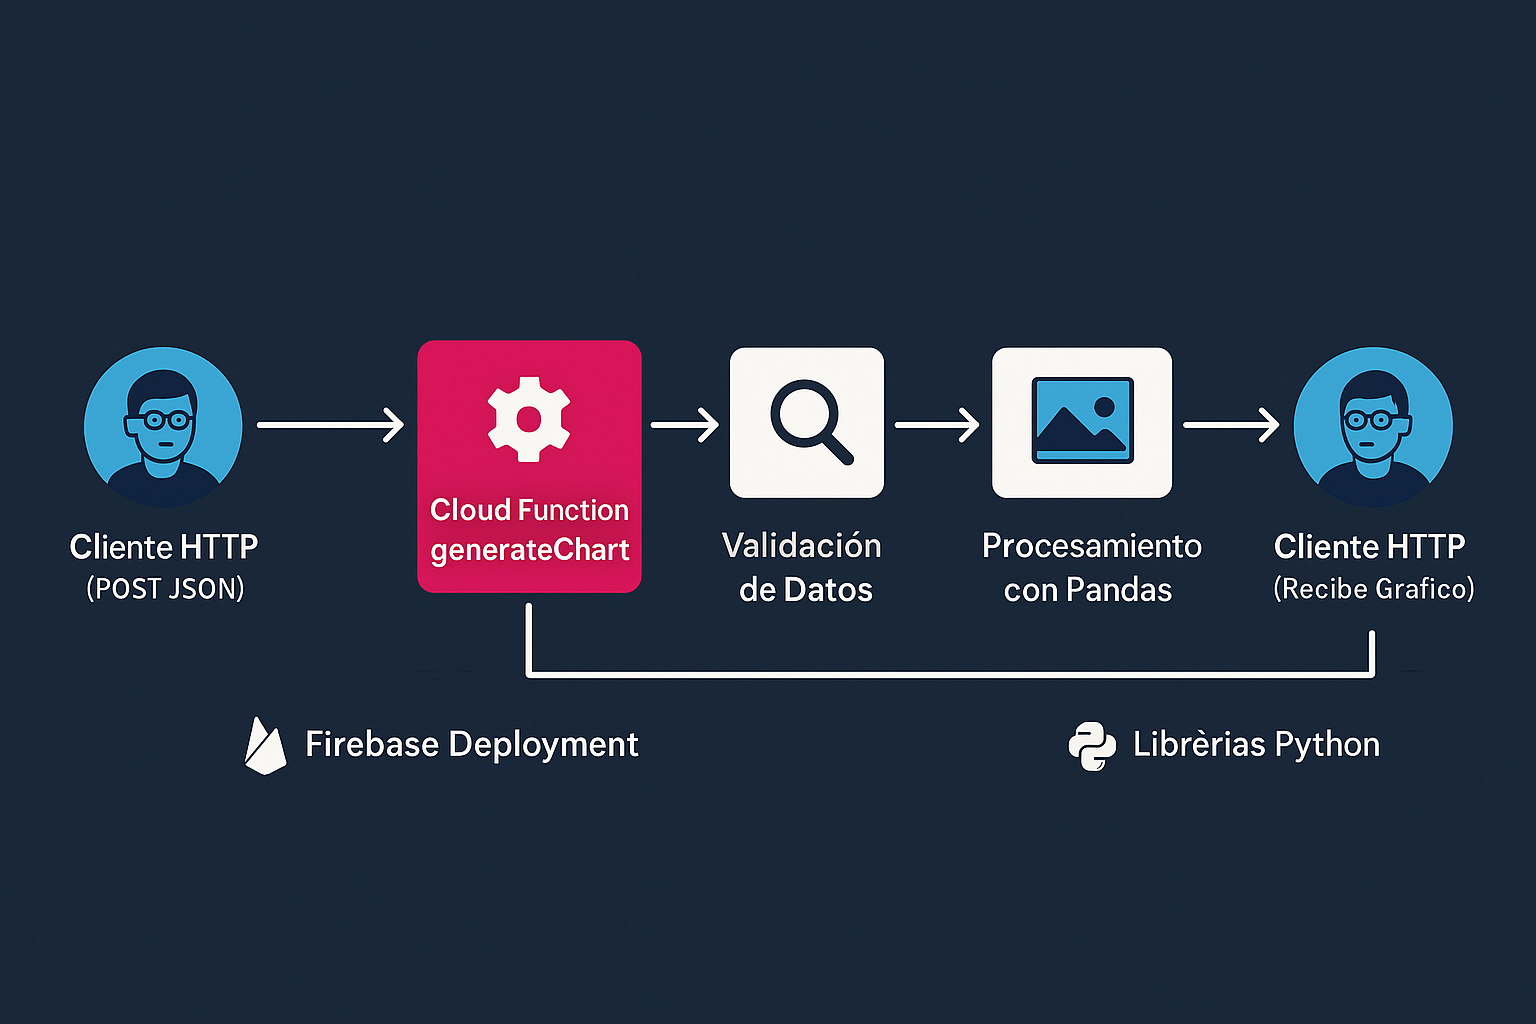 Cliente HTTP
(POST JSON)
Cloud Function
generateChart
Validación
de Datos
Procesamiento
con Pandas
Cliente HTTP
(Recibe Grafico)
Firebase Deployment
Librèrias Python